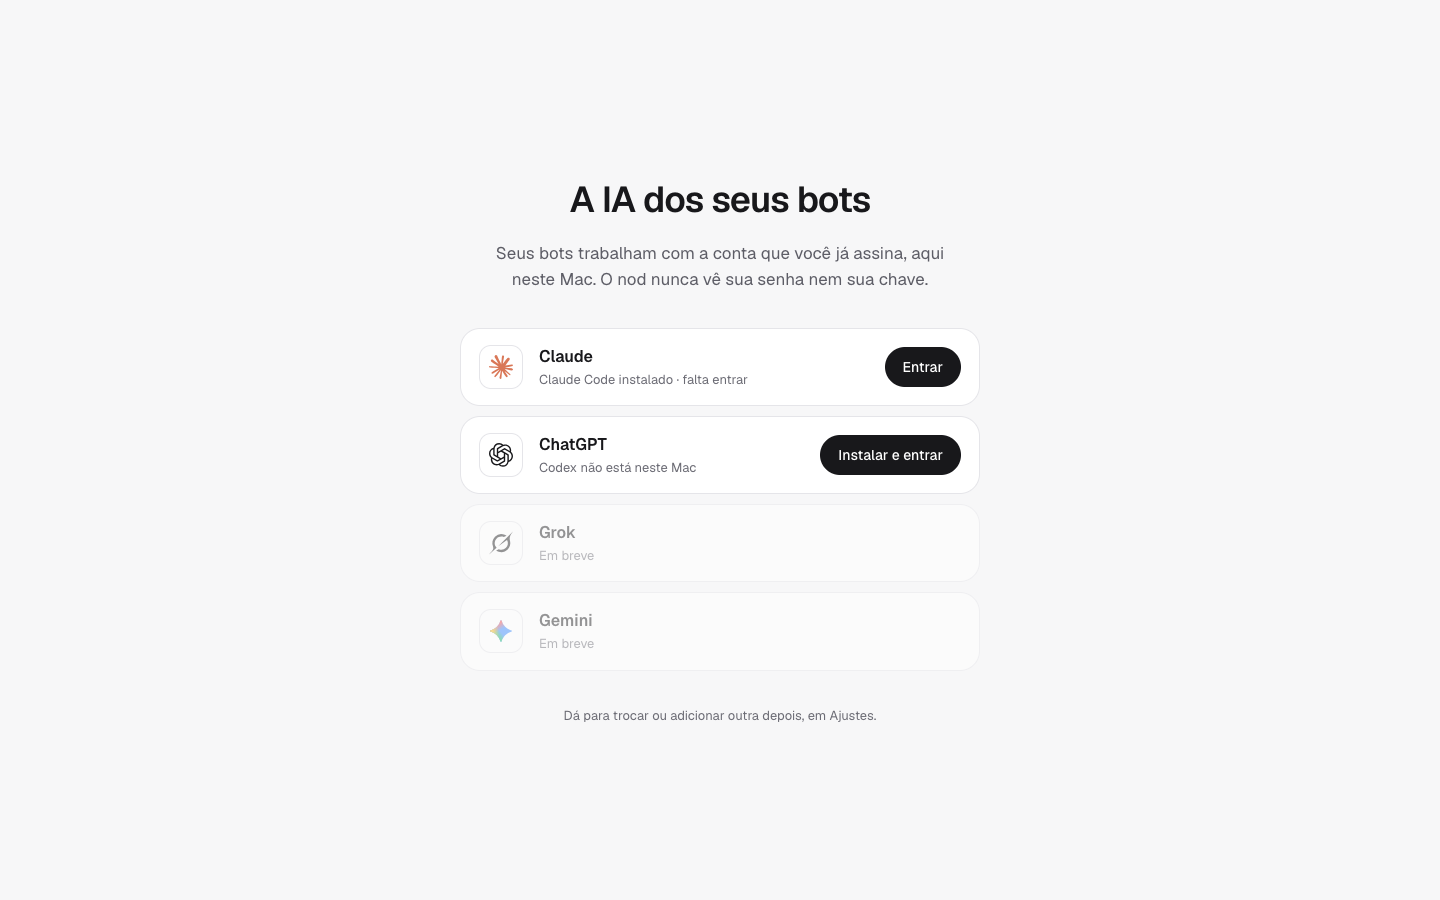 A IA dos seus bots
Seus bots trabalham com a conta que você já assina, aqui
neste Mac. O nod nunca vê sua senha nem sua chave.
Claude
Claude Code instalado · falta entrar
Entrar
ChatGPT
Codex não está neste Mac
Instalar e entrar
Grok
Em breve
Gemini
Em breve
Dá para trocar ou adicionar outra depois, em Ajustes.